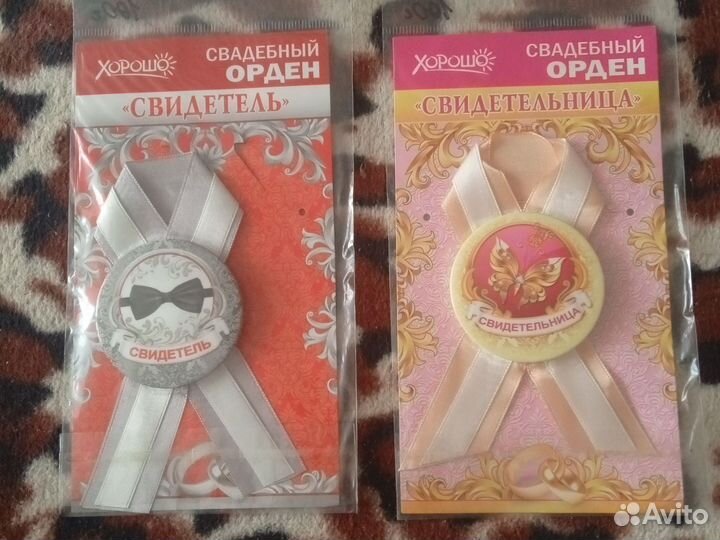 ХОРОШО
СВАДЕБНЫЙ
ОРДЕН
«СВИДЕТЕЛЬ»
СВИДЕТЕЛЬ
ХОРОШО
СВАДЕБНЫЙ
ОРДЕН
«СВИДЕТЕЛЬНИЦА»
СВИДЕТЕЛЬНИЦА
Avito